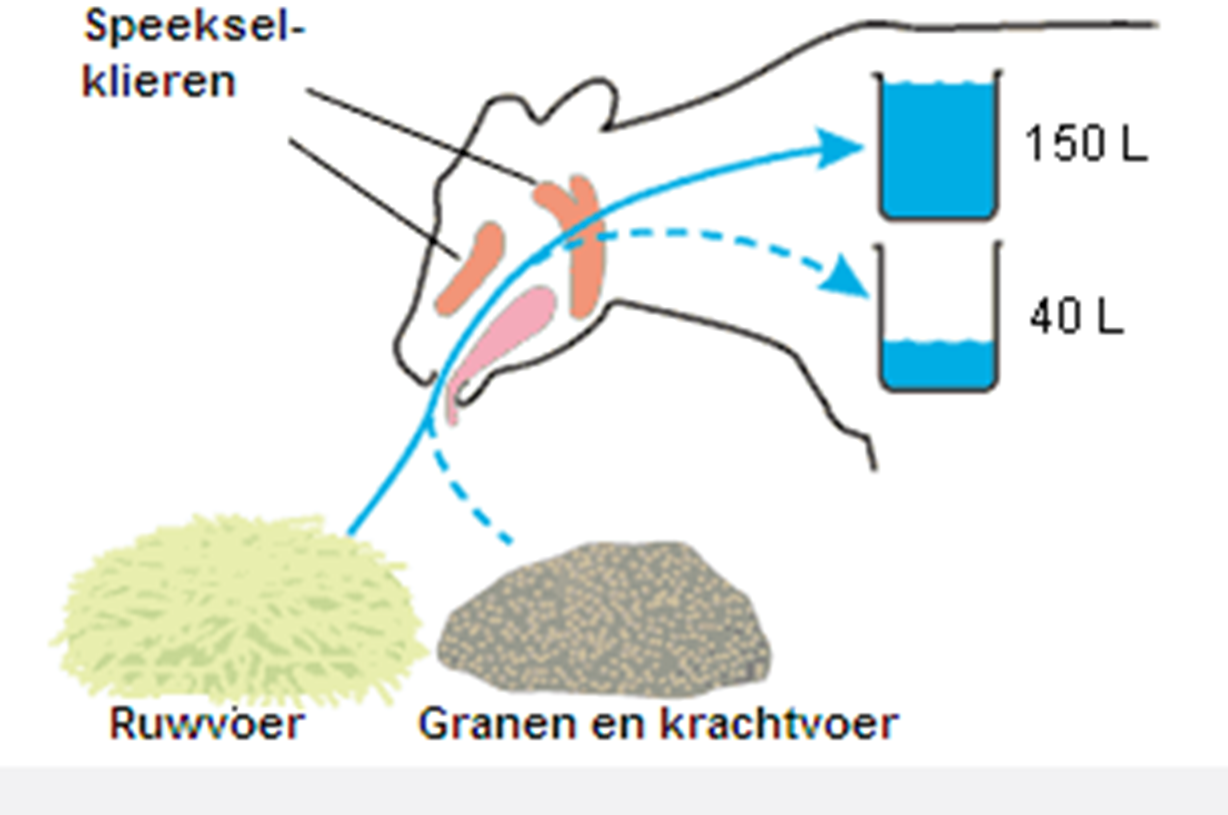 Speeksel-
klieren
150 L
40 L
Ruwvoer
Granen en krachtvoer